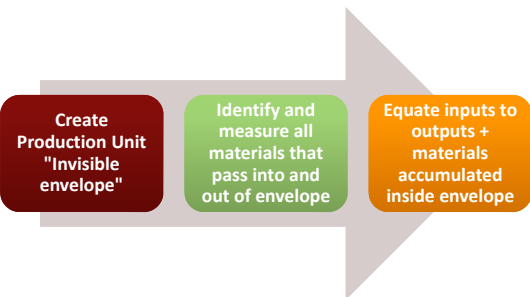 Create
Production Unit
"Invisible
envelope"
Identify and
measure all
materials that
pass into and
out of envelope
Equate inputs to
outputs +
materials
accumulated
inside envelope